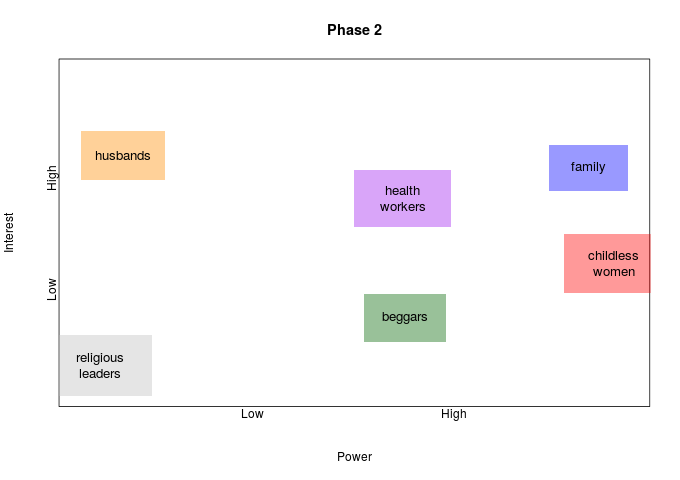 Phase 2
husbands
family
health
workers
childless
women
beggars
religious
leaders
High
Low
Interest
Low
High
Power